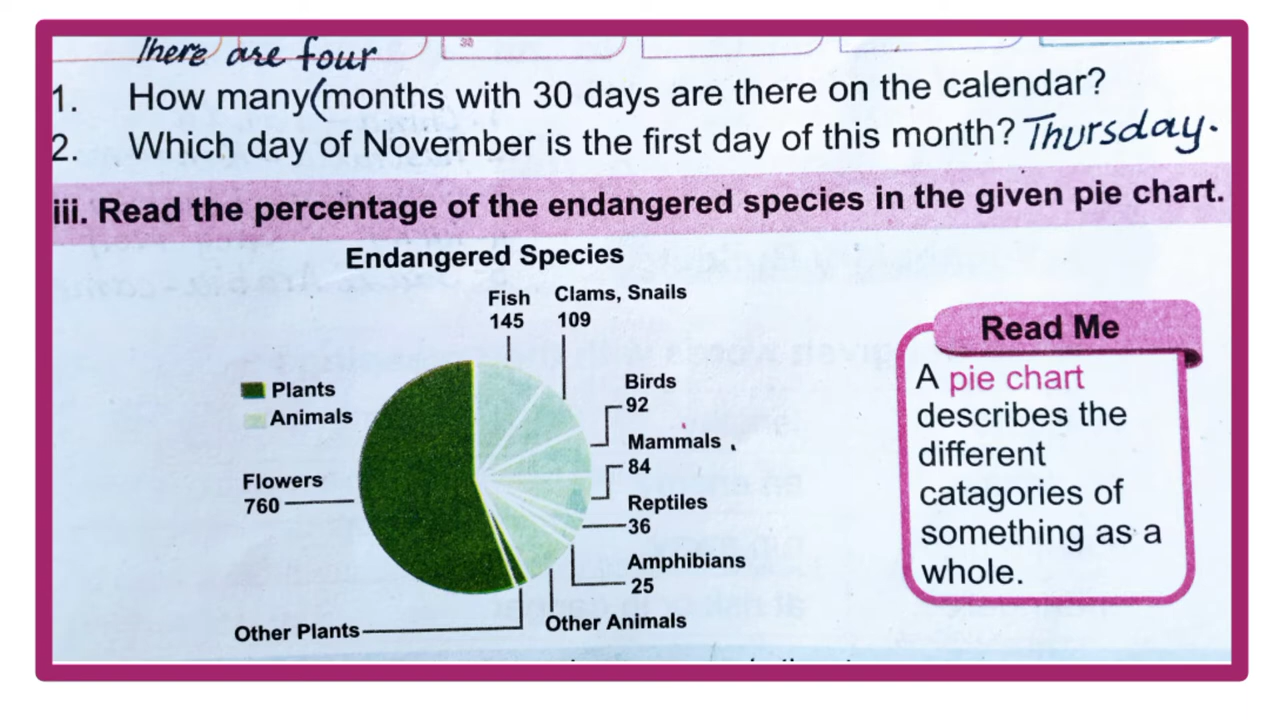 There are four
1. How many(months with 30 days are there on the calendar?
2. Which day of November is the first day of this month? Thursday.
iii. Read the percentage of the endangered species in the given pie chart.
Endangered Species
Fish
145
Clams, Snails
109
Birds
92
Mammals
84
Reptiles
36
Amphibians
25
Other Animals
Other Plants
Flowers
760
Plants
Animals
Read Me
A pie chart
describes the
different
catagories of
something as a
whole.